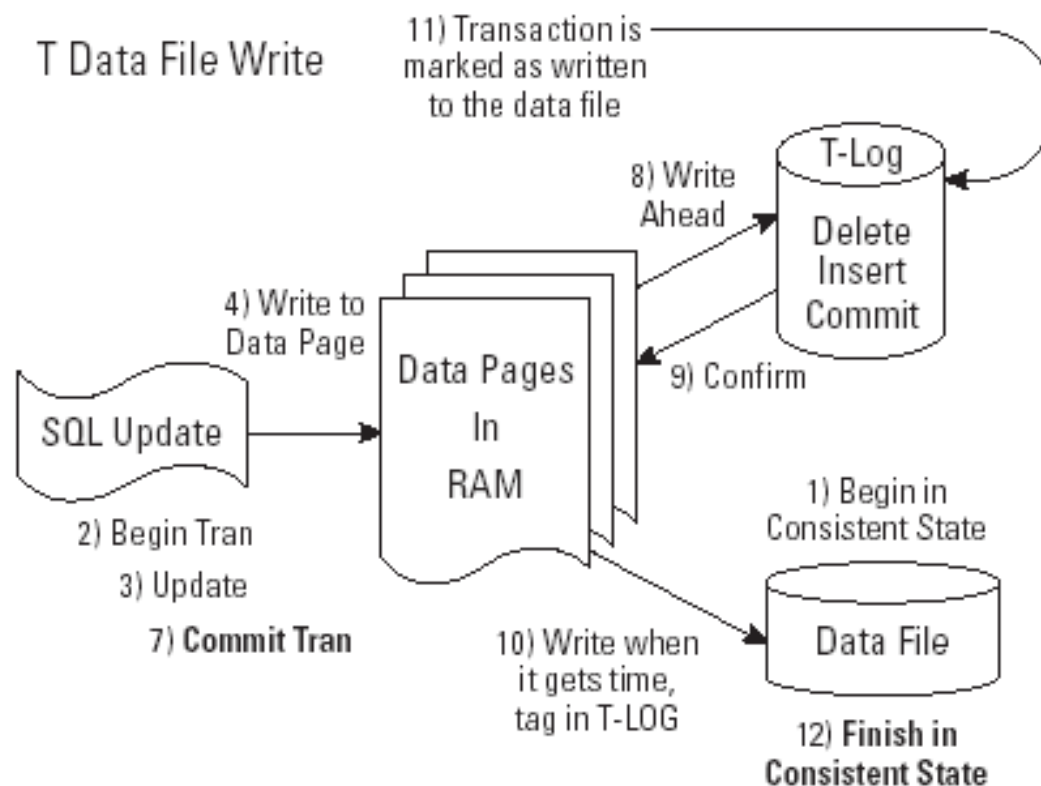 T Data File Write
11) Transaction is
marked as written
to the data file
T-Log
Delete
Insert
Commit
8) Write
Ahead
9) Confirm
4) Write to
Data Page
Data Pages
In
RAM
SQL Update
2) Begin Tran
3) Update
7) Commit Tran
1) Begin in
Consistent State
Data File
10) Write when
it gets time,
tag in T-LOG
12) Finish in
Consistent State